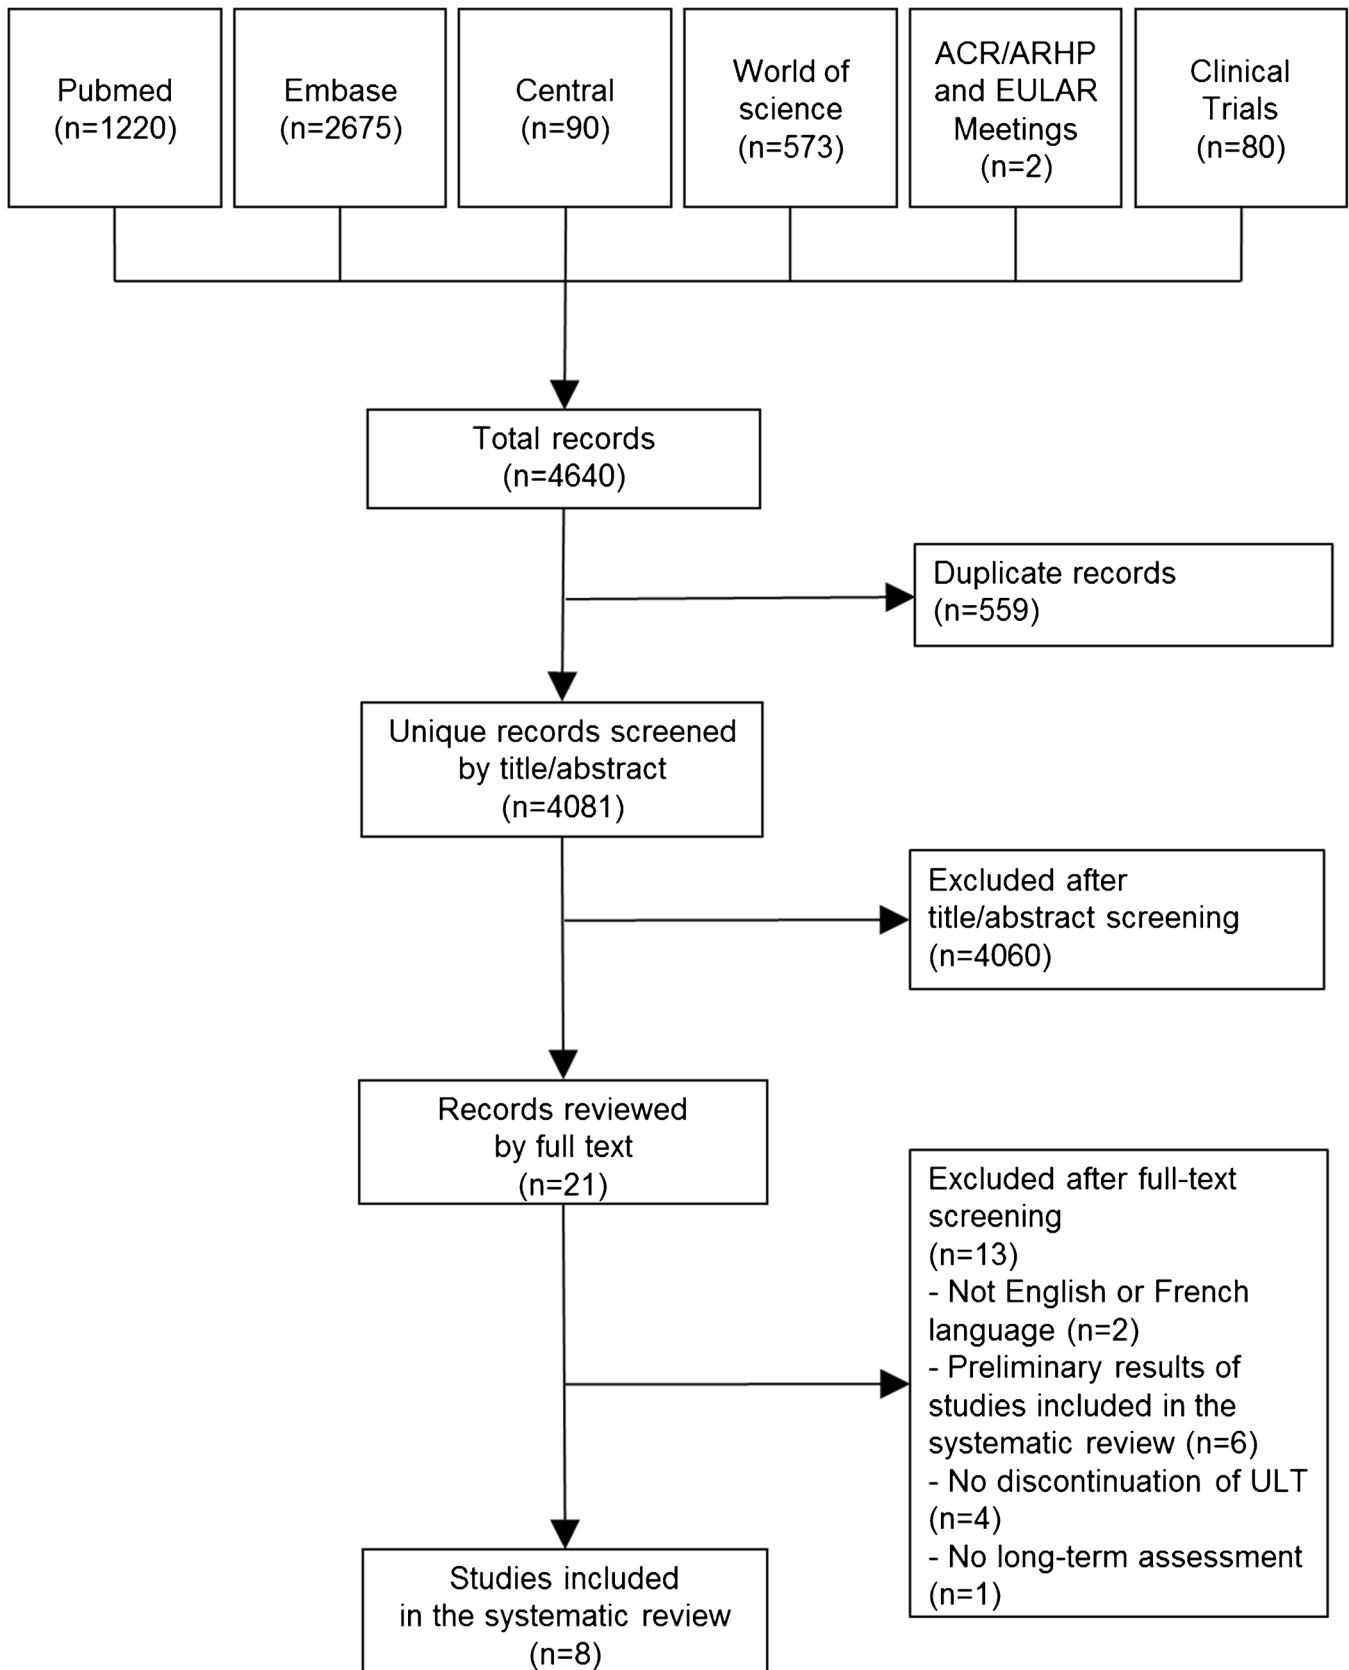 Pubmed
(n=1220)
Embase
(n=2675)
Central
(n=90)
World of
science
(n=573)
ACR/ARHP
and EULAR
Meetings
(n=2)
Clinical
Trials
(n=80)
Total records
(n=4640)
Duplicate records
(n=559)
Unique records screened
by title/abstract
(n=4081)
Excluded after
title/abstract screening
(n=4060)
Records reviewed
by full text
(n=21)
Excluded after full-text
screening
(n=13)
- Not English or French
language (n=2)
- Preliminary results of
studies included in the
systematic review (n=6)
- No discontinuation of ULT
(n=4)
- No long-term assessment
(n=1)
Studies included
in the systematic review
(n=8)